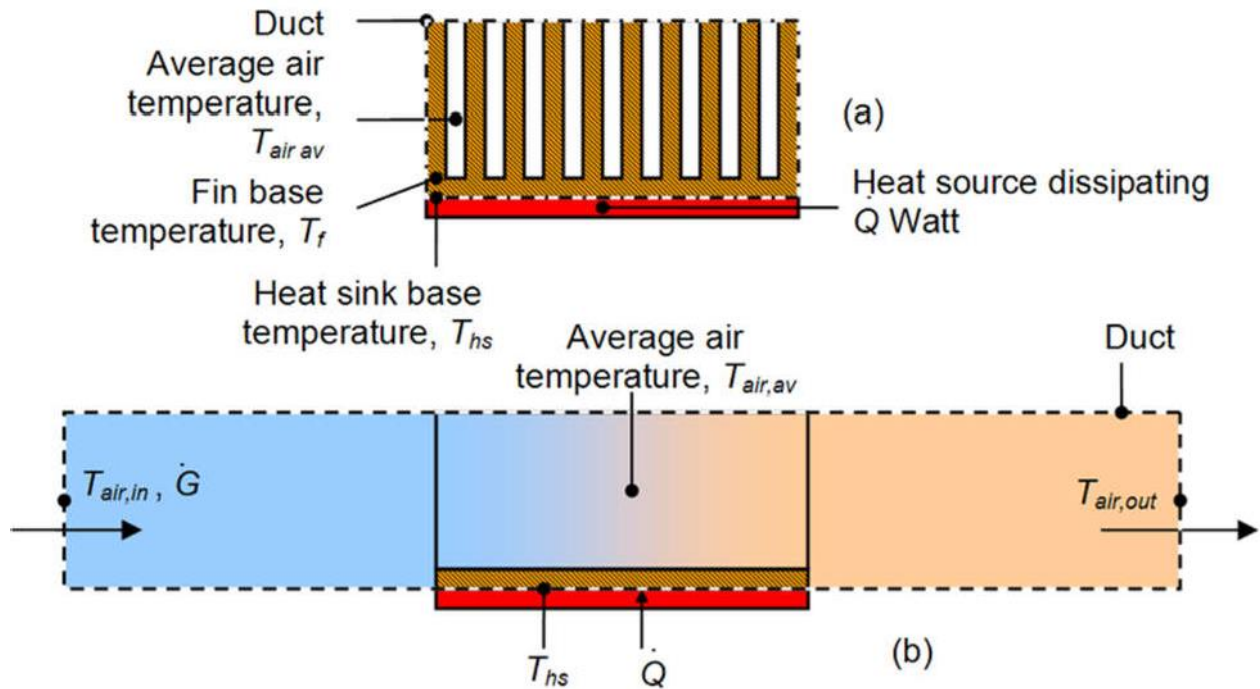 Duct
Average air
temperature,
T_air av
(a)
Fin base
temperature, T_f
Heat source dissipating
Q̇ Watt
Heat sink base
temperature, T_hs
Average air
temperature, T_air,av
Duct
T_air,in , Ġ
T_air,out
T_hs
Q̇
(b)